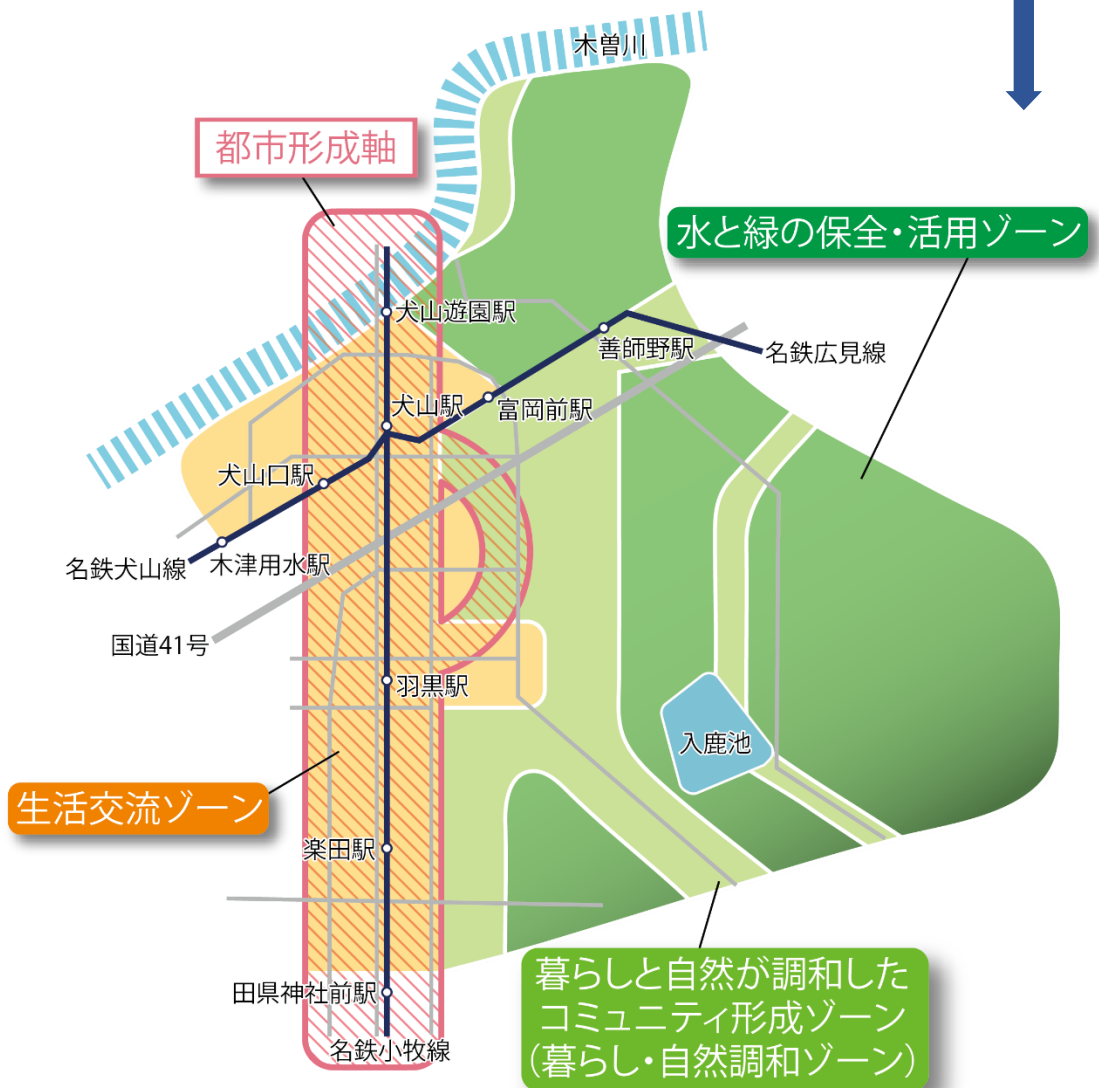 木曽川
都市形成軸
水と緑の保全・活用ゾーン
犬山遊園駅
善師野駅
名鉄広見線
犬山駅
富岡前駅
犬山口駅
木津用水駅
名鉄犬山線
国道41号
羽黒駅
入鹿池
生活交流ゾーン
楽田駅
暮らしと自然が調和した
コミュニティ形成ゾーン
(暮らし・自然調和ゾーン)
田県神社前駅
名鉄小牧線